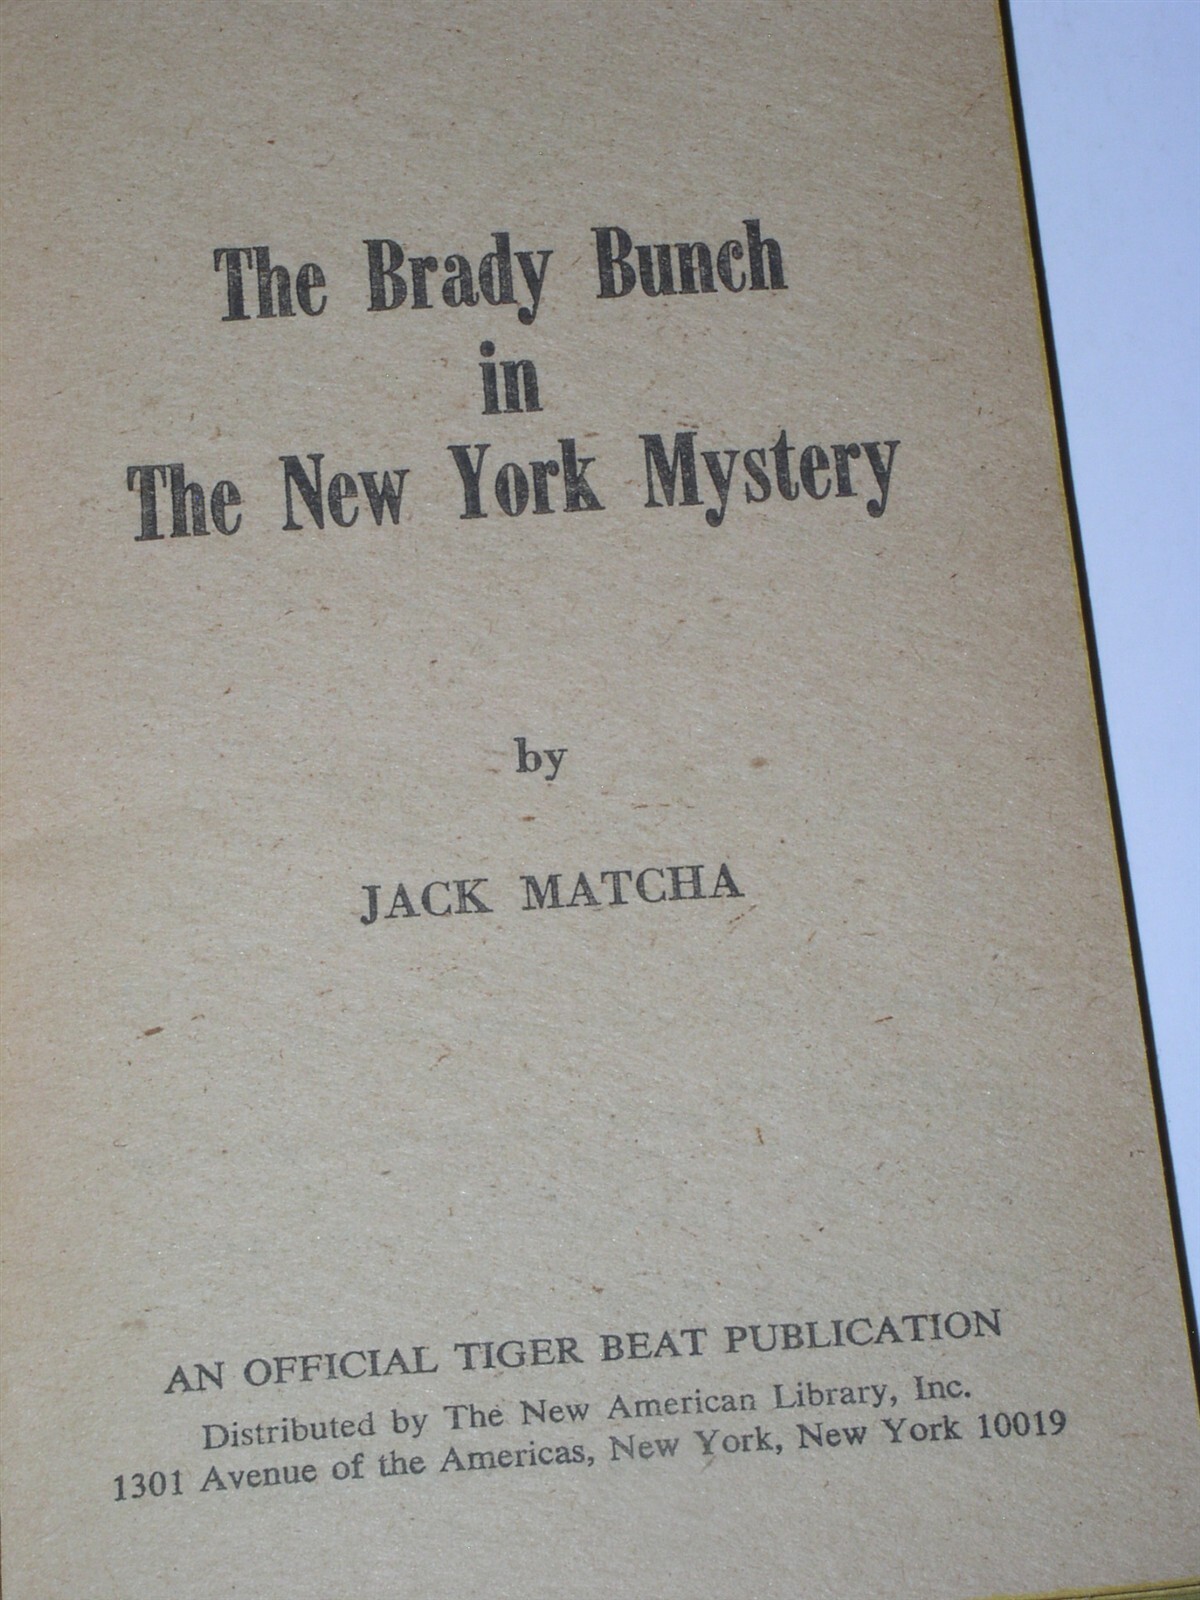 The Brady Bunch
in
The New York Mystery
by
JACK MATCHA
AN OFFICIAL TIGER BEAT PUBLICATION
Distributed by The New American Library, Inc.
1301 Avenue of the Americas, New York, New York 10019